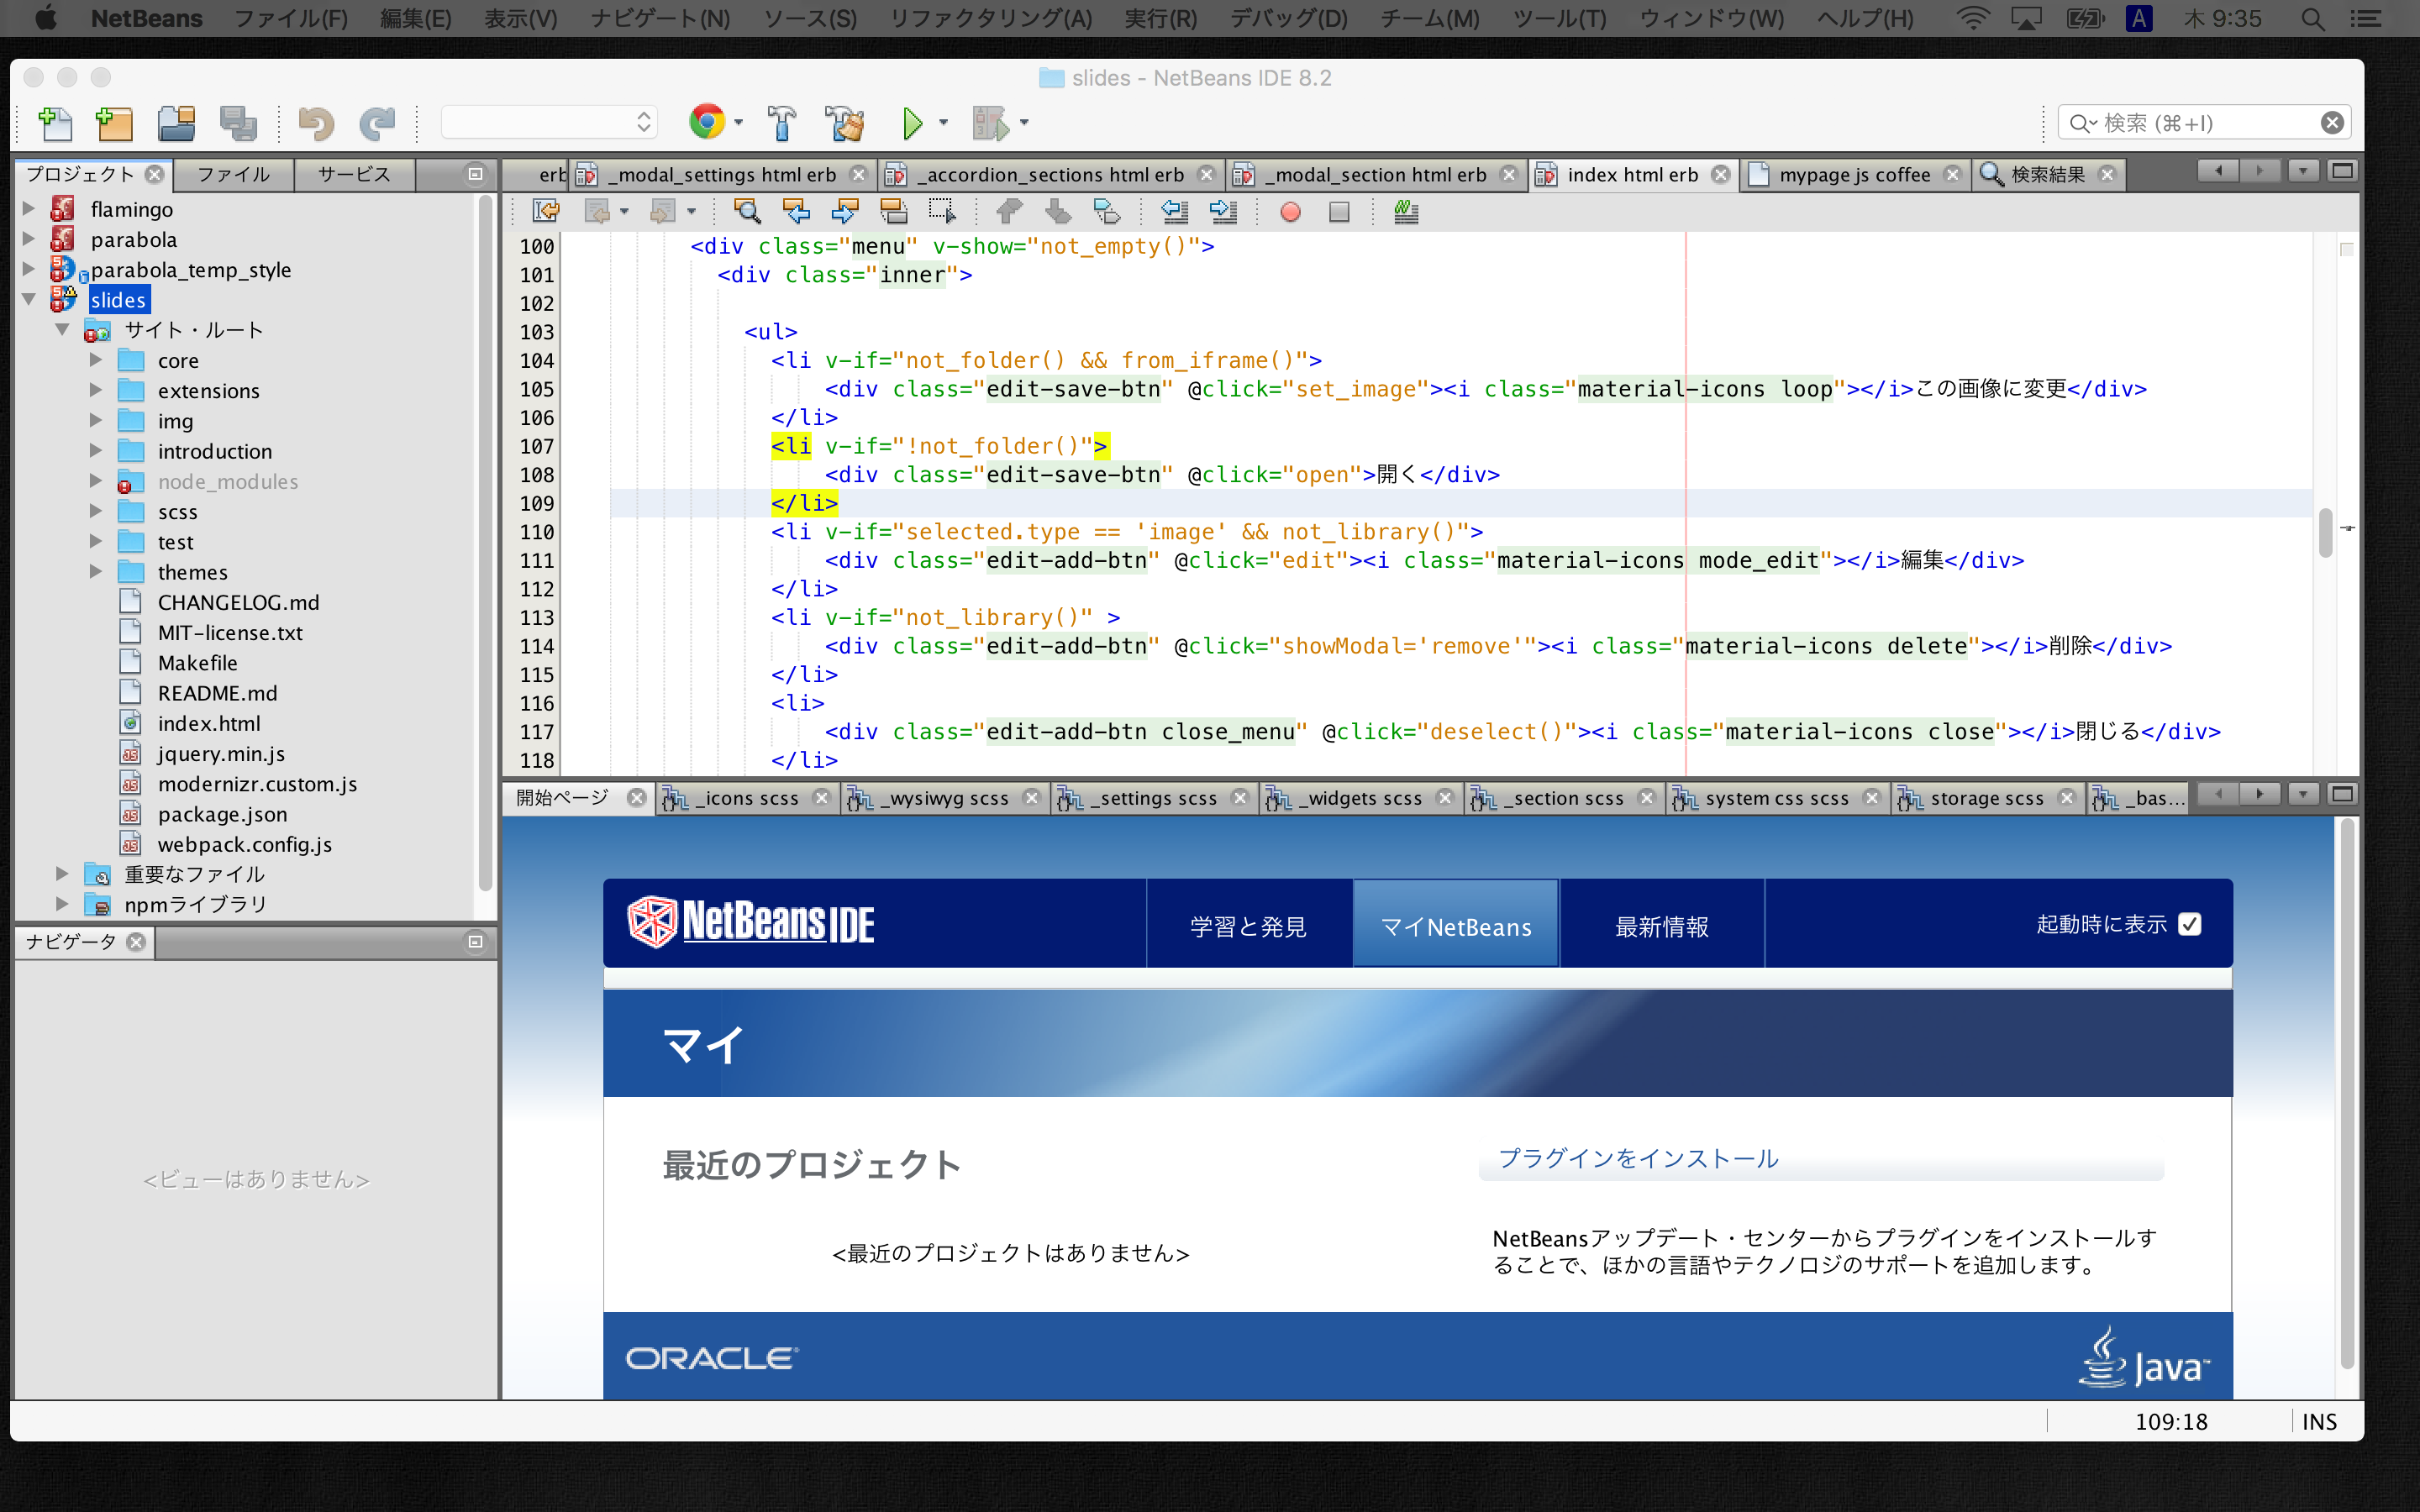 NetBeans ファイル(F) 編集(E) 表示(V) ナビゲート(N) ソース(S) リファクタリング(A) 実行(R) デバッグ(D) チーム(M) ツール(T) ウィンドウ(W) ヘルプ(H) A 木 9:35
slides - NetBeans IDE 8.2
検索 (⌘+I)
プロジェクト ファイル サービス
flamingo
parabola
parabola_temp_style
slides
サイト・ルート
core
extensions
img
introduction
node_modules
scss
test
themes
CHANGELOG.md
MIT-license.txt
Makefile
README.md
index.html
jquery.min.js
modernizr.custom.js
package.json
webpack.config.js
重要なファイル
npmライブラリ
ナビゲータ
<ビューはありません>
erb _modal_settings html erb _accordion_sections html erb _modal_section html erb index html erb mypage js coffee 検索結果
100 <div class="menu" v-show="not_empty()">
101 <div class="inner">
102
103 <ul>
104 <li v-if="not_folder() && from_iframe()">
105 <div class="edit-save-btn" @click="set_image"><i class="material-icons loop"></i>この画像に変更</div>
106 </li>
107 <li v-if="!not_folder()">
108 <div class="edit-save-btn" @click="open">開く</div>
109 </li>
110 <li v-if="selected.type == 'image' && not_library()">
111 <div class="edit-add-btn" @click="edit"><i class="material-icons mode_edit"></i>編集</div>
112 </li>
113 <li v-if="not_library()" >
114 <div class="edit-add-btn" @click="showModal='remove'"><i class="material-icons delete"></i>削除</div>
115 </li>
116 <li>
117 <div class="edit-add-btn close_menu" @click="deselect()"><i class="material-icons close"></i>閉じる</div>
118 </li>
開始ページ _icons scss _wysiwyg scss _settings scss _widgets scss _section scss system css scss storage scss _bas...
NetBeans IDE 学習と発見 マイNetBeans 最新情報 起動時に表示
マイ
最近のプロジェクト
<最近のプロジェクトはありません>
プラグインをインストール
NetBeansアップデート・センターからプラグインをインストールす
ることで、ほかの言語やテクノロジのサポートを追加します。
ORACLE
Java
109:18 INS